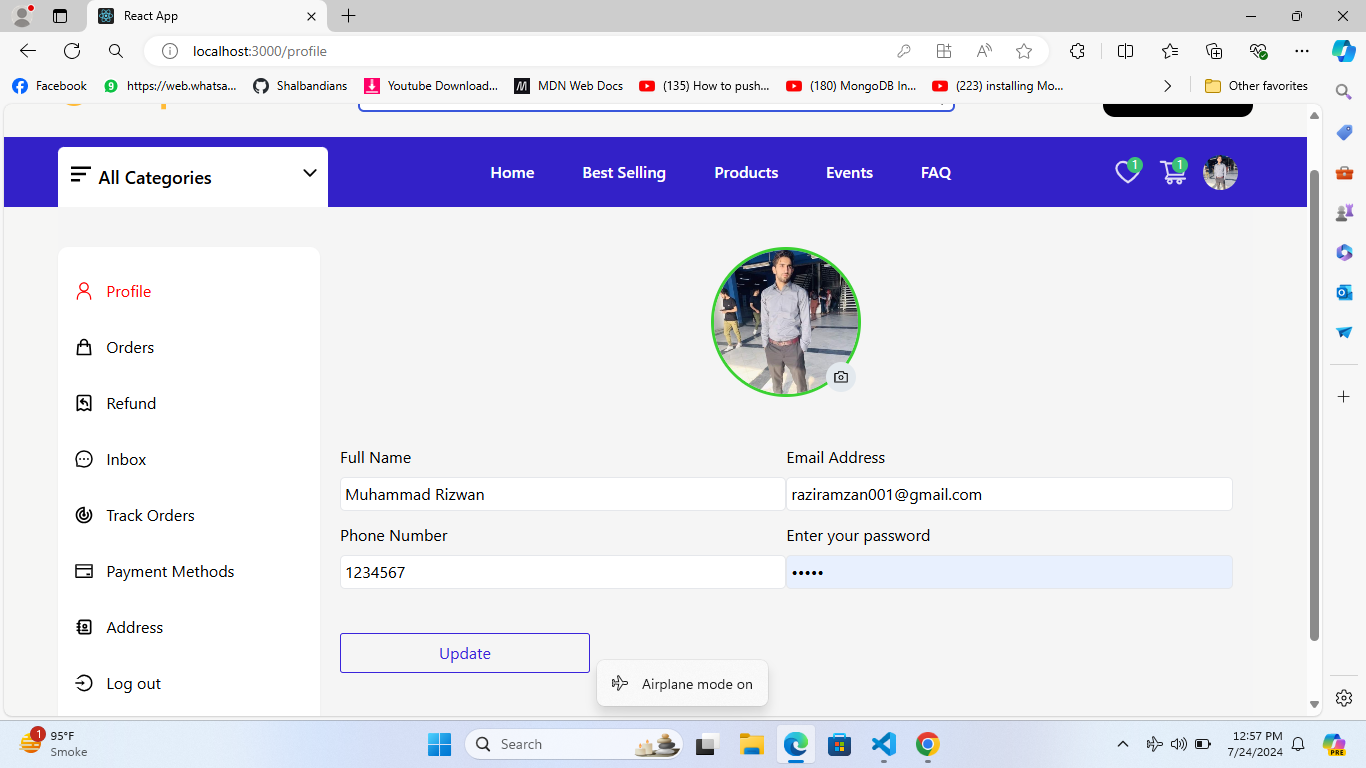 React App
localhost:3000/profile
Facebook
https://web.whatsa...
Shalbandians
Youtube Download...
MDN Web Docs
(135) How to push...
(180) MongoDB In...
(223) installing Mo...
Other favorites
All Categories
Home
Best Selling
Products
Events
FAQ
1
1
Profile
Orders
Refund
Inbox
Track Orders
Payment Methods
Address
Log out
Full Name
Email Address
Muhammad Rizwan
raziramzan001@gmail.com
Phone Number
Enter your password
1234567
•••••
Update
Airplane mode on
1
95°F
Smoke
Search
12:57 PM
7/24/2024
PRE